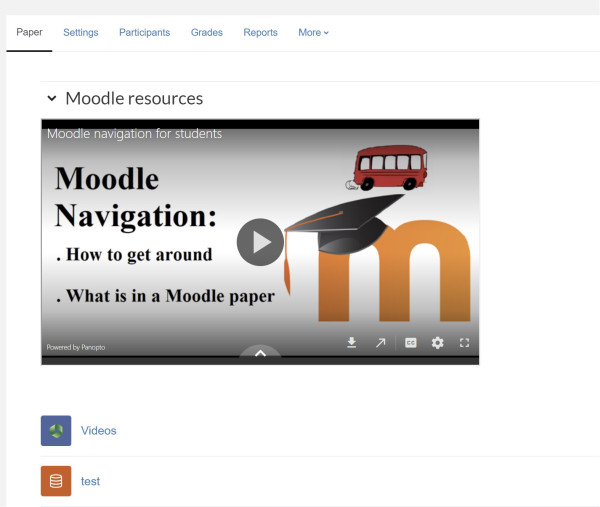 Paper Settings Participants Grades Reports More
Moodle resources
Moodle navigation for students
Moodle
Navigation:
. How to get around
. What is in a Moodle paper
m
Powered by Panopto
CC
Videos
test